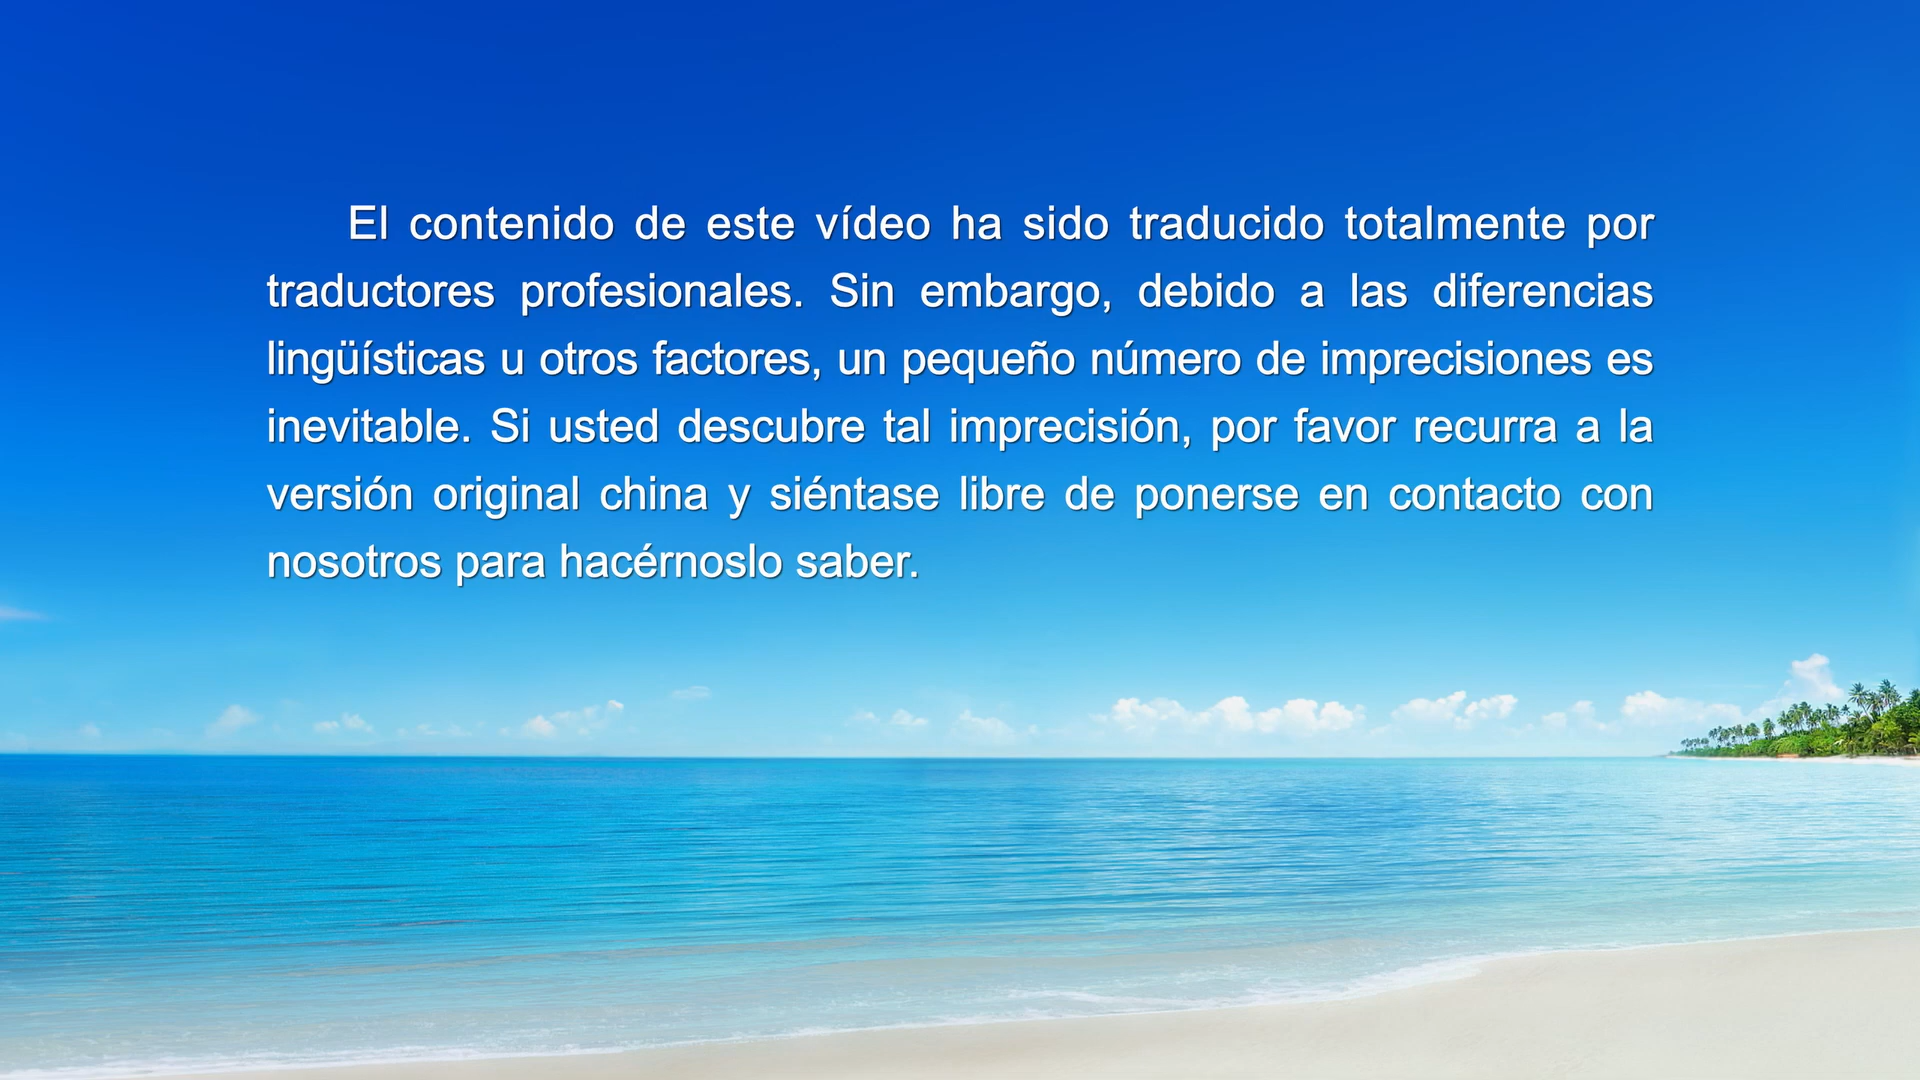 El contenido de este vídeo ha sido traducido totalmente por
traductores profesionales. Sin embargo, debido a las diferencias
lingüísticas u otros factores, un pequeño número de imprecisiones es
inevitable. Si usted descubre tal imprecisión, por favor recurra a la
versión original china y siéntase libre de ponerse en contacto con
nosotros para hacérnoslo saber.